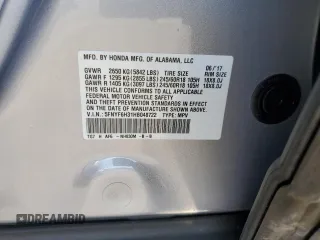 MFD. BY HONDA MFG. OF ALABAMA, LLC 06/17
GVWR 2650 KG(5842 LBS) TIRE SIZE RIM SIZE
GAWR F 1295 KG(2855 LBS)245/60R18 105H 18X8.0J
GAWR R 1405 KG(3097 LBS)245/60R18 105H 18X8.0J
THIS VEHICLE CONFORMS TO ALL APPLICABLE
FEDERAL MOTOR VEHICLE SAFETY AND THEFT
PREVENTION STANDARDS IN EFFECT ON THE DATE OF
MANUFACTURE SHOWN ABOVE.
V.I.N.: 5FNYF6H31HB049722 TYPE: MPV
DREAMBID